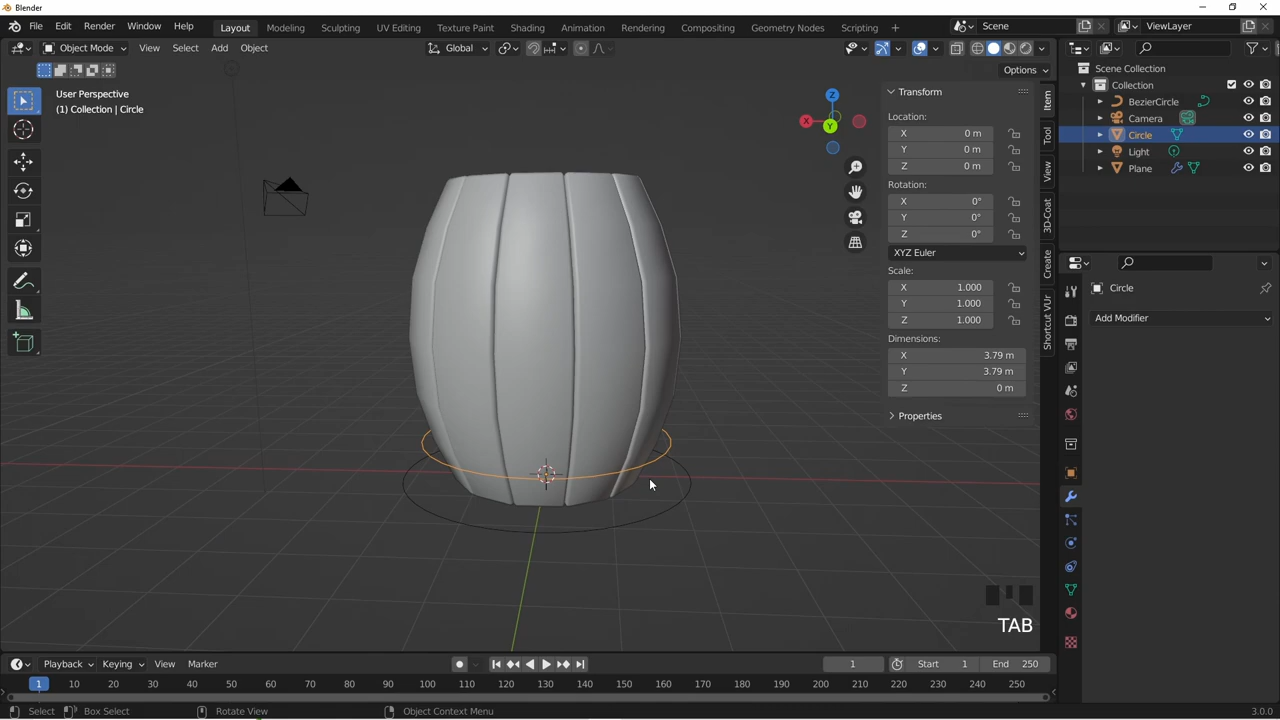 Blender
File Edit Render Window Help Layout Modeling Sculpting UV Editing Texture Paint Shading Animation Rendering Compositing Geometry Nodes Scripting + Scene ViewLayer
Object Mode View Select Add Object Global
Options
User Perspective
(1) Collection | Circle
Z
X
Y
Transform
Location:
X 0 m
Y 0 m
Z 0 m
Rotation:
X 0°
Y 0°
Z 0°
XYZ Euler
Scale:
X 1.000
Y 1.000
Z 1.000
Dimensions:
X 3.79 m
Y 3.79 m
Z 0 m
Properties
Item
Tool
View
3D-Coat
Create
Shortcut VUr
Scene Collection
Collection
BezierCircle
Camera
Circle
Light
Plane
Circle
Add Modifier
TAB
Playback Keying View Marker 1 Start 1 End 250
1 10 20 30 40 50 60 70 80 90 100 110 120 130 140 150 160 170 180 190 200 210 220 230 240 250
Select Box Select Rotate View Object Context Menu 3.0.0